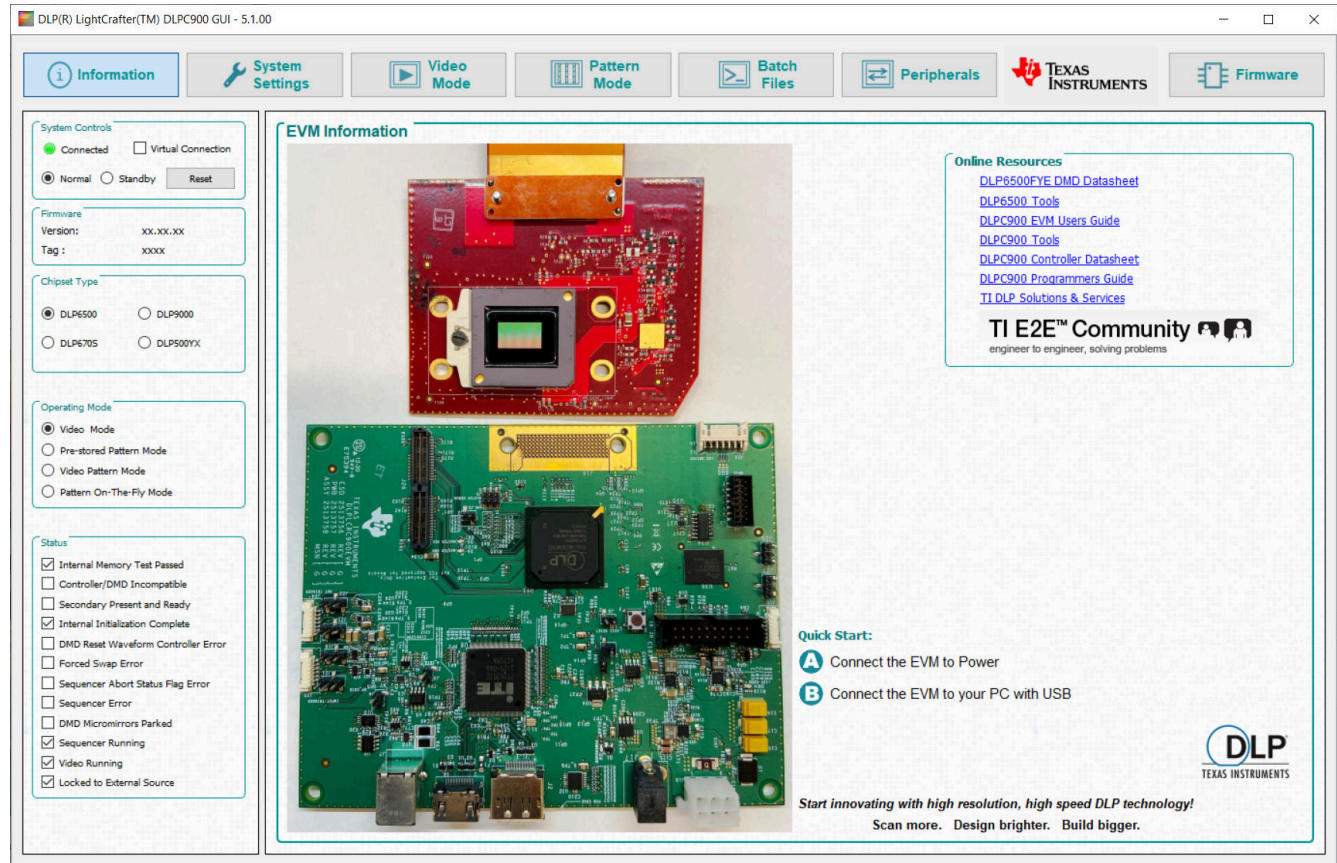 DLP(R) LightCrafter(TM) DLPC900 GUI - 5.1.00
Information
System Settings
Video Mode
Pattern Mode
Batch Files
Peripherals
TEXAS INSTRUMENTS
Firmware
System Controls
Connected
Virtual Connection
Normal
Standby
Reset
Firmware
Version: xx.xx.xx
Tag : xxxx
Chipset Type
DLP6500
DLP9000
DLP670S
DLP500YX
Operating Mode
Video Mode
Pre-stored Pattern Mode
Video Pattern Mode
Pattern On-The-Fly Mode
Status
Internal Memory Test Passed
Controller/DMD Incompatible
Secondary Present and Ready
Internal Initialization Complete
DMD Reset Waveform Controller Error
Forced Swap Error
Sequencer Abort Status Flag Error
Sequencer Error
DMD Micromirrors Parked
Sequencer Running
Video Running
Locked to External Source
EVM Information
TEXAS INSTRUMENTS
DLP
iTE
Online Resources
DLP6500FYE DMD Datasheet
DLP6500 Tools
DLPC900 EVM Users Guide
DLPC900 Tools
DLPC900 Controller Datasheet
DLPC900 Programmers Guide
TI DLP Solutions & Services
TI E2E™ Community
engineer to engineer, solving problems
Quick Start:
A Connect the EVM to Power
B Connect the EVM to your PC with USB
DLP®
TEXAS INSTRUMENTS
Start innovating with high resolution, high speed DLP technology!
Scan more. Design brighter. Build bigger.